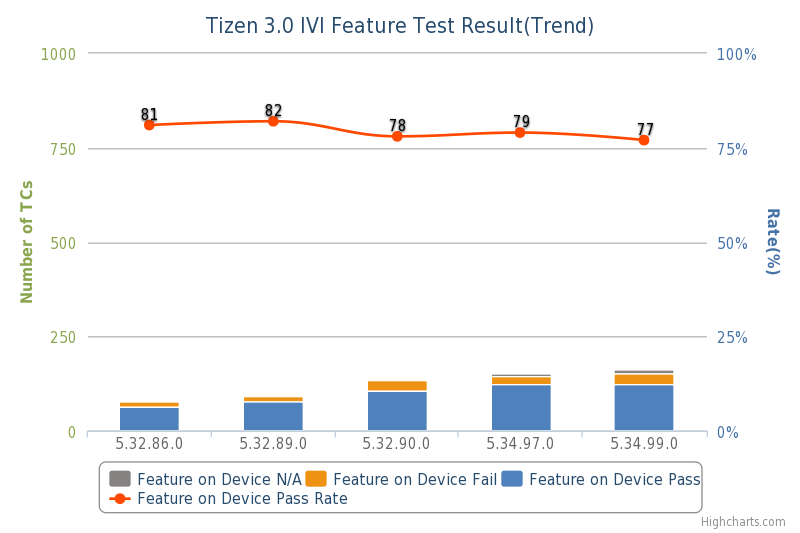 Tizen 3.0 IVI Feature Test Result(Trend)
1000
100%
81
82
78
79
77
750
75%
Number of TCs
500
50%
Rate(%)
250
25%
0
0%
5.32.86.0
5.32.89.0
5.32.90.0
5.34.97.0
5.34.99.0
Feature on Device N/A
Feature on Device Fail
Feature on Device Pass
Feature on Device Pass Rate
Highcharts.com